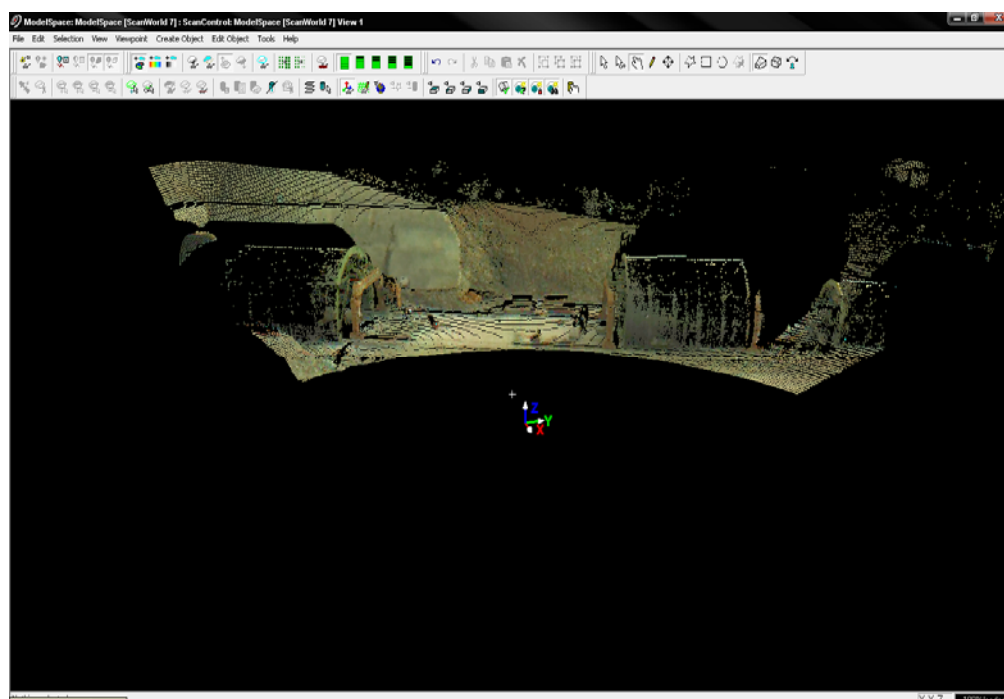 ModelSpace: ModelSpace [ScanWorld 7] : ScanControl: ModelSpace [ScanWorld 7] View 1
File Edit Selection View Viewpoint Create Object Edit Object Tools Help
Z
Y
X